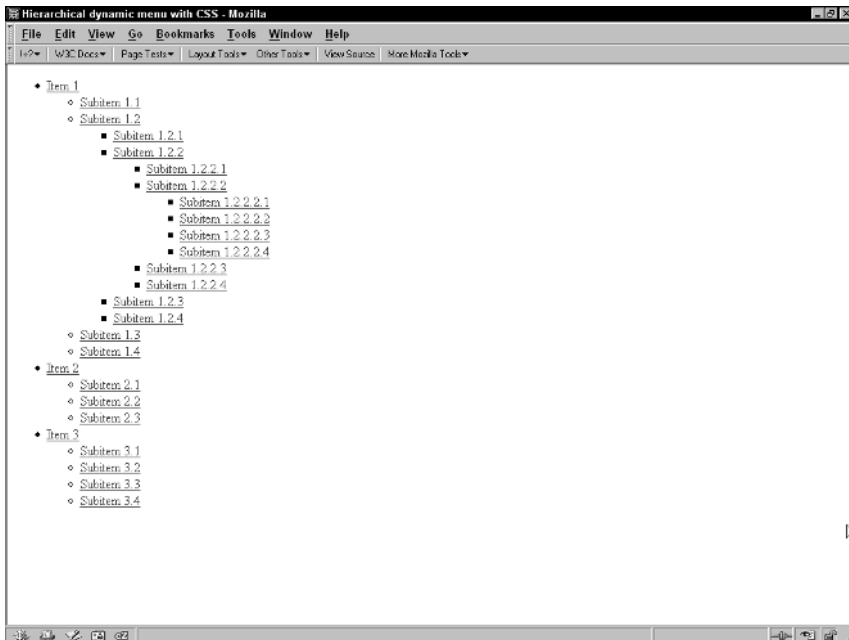 Hierarchical dynamic menu with CSS - Mozilla
File Edit View Go Bookmarks Tools Window Help
W3C Docs Page Tests Layout Tools Other Tools View Source More Mozilla Tools
Item 1
Subitem 1.1
Subitem 1.2
Subitem 1.2.1
Subitem 1.2.2
Subitem 1.2.2.1
Subitem 1.2.2.2
Subitem 1.2.2.2.1
Subitem 1.2.2.2.2
Subitem 1.2.2.2.3
Subitem 1.2.2.2.4
Subitem 1.2.2.3
Subitem 1.2.2.4
Subitem 1.2.3
Subitem 1.2.4
Subitem 1.3
Subitem 1.4
Item 2
Subitem 2.1
Subitem 2.2
Subitem 2.3
Item 3
Subitem 3.1
Subitem 3.2
Subitem 3.3
Subitem 3.4